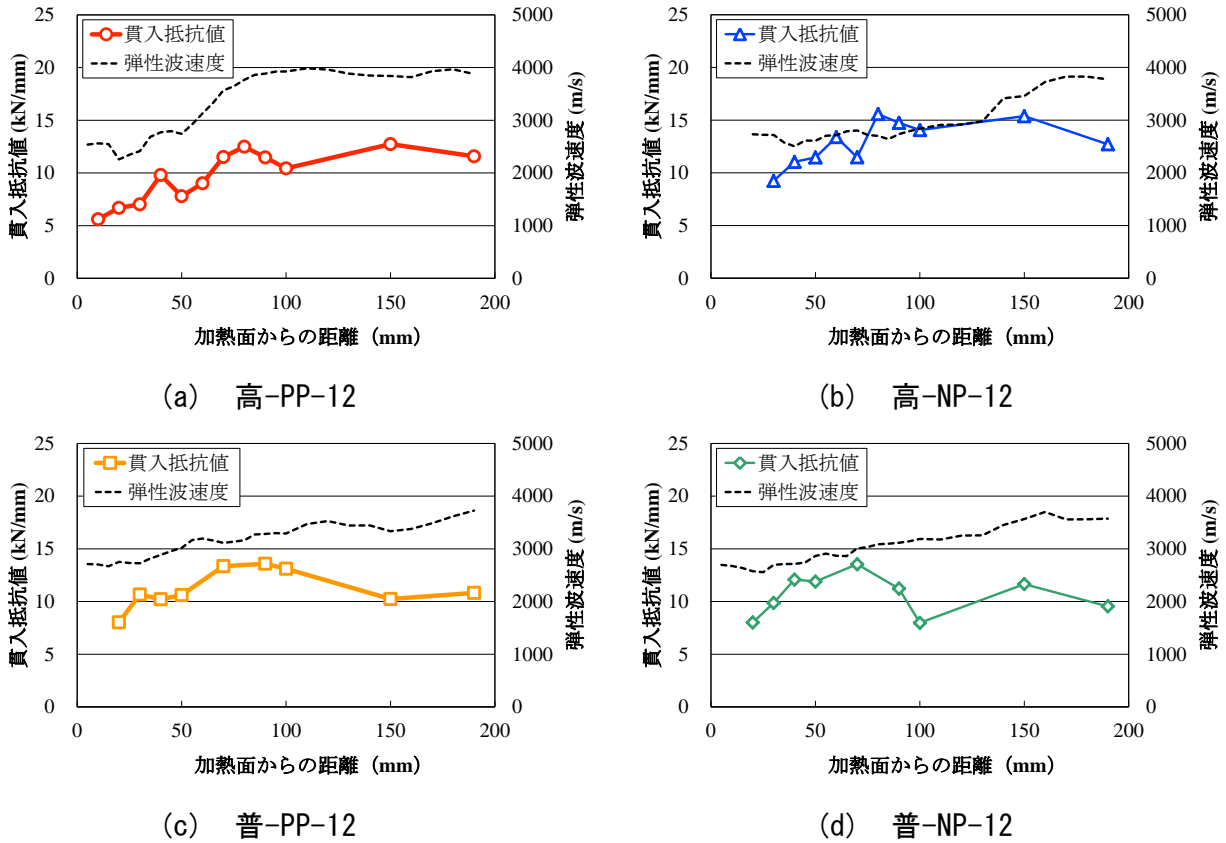 25
20
15
10
5
0
貫入抵抗値 (kN/mm)
貫入抵抗値
弾性波速度
5000
4000
3000
2000
1000
0
弾性波速度 (m/s)
0 50 100 150 200
加熱面からの距離 (mm)
(a) 高-PP-12
25
20
15
10
5
0
貫入抵抗値 (kN/mm)
貫入抵抗値
弾性波速度
5000
4000
3000
2000
1000
0
弾性波速度 (m/s)
0 50 100 150 200
加熱面からの距離 (mm)
(b) 高-NP-12
25
20
15
10
5
0
貫入抵抗値 (kN/mm)
貫入抵抗値
弾性波速度
5000
4000
3000
2000
1000
0
弾性波速度 (m/s)
0 50 100 150 200
加熱面からの距離 (mm)
(c) 普-PP-12
25
20
15
10
5
0
貫入抵抗値 (kN/mm)
貫入抵抗値
弾性波速度
5000
4000
3000
2000
1000
0
弾性波速度 (m/s)
0 50 100 150 200
加熱面からの距離 (mm)
(d) 普-NP-12